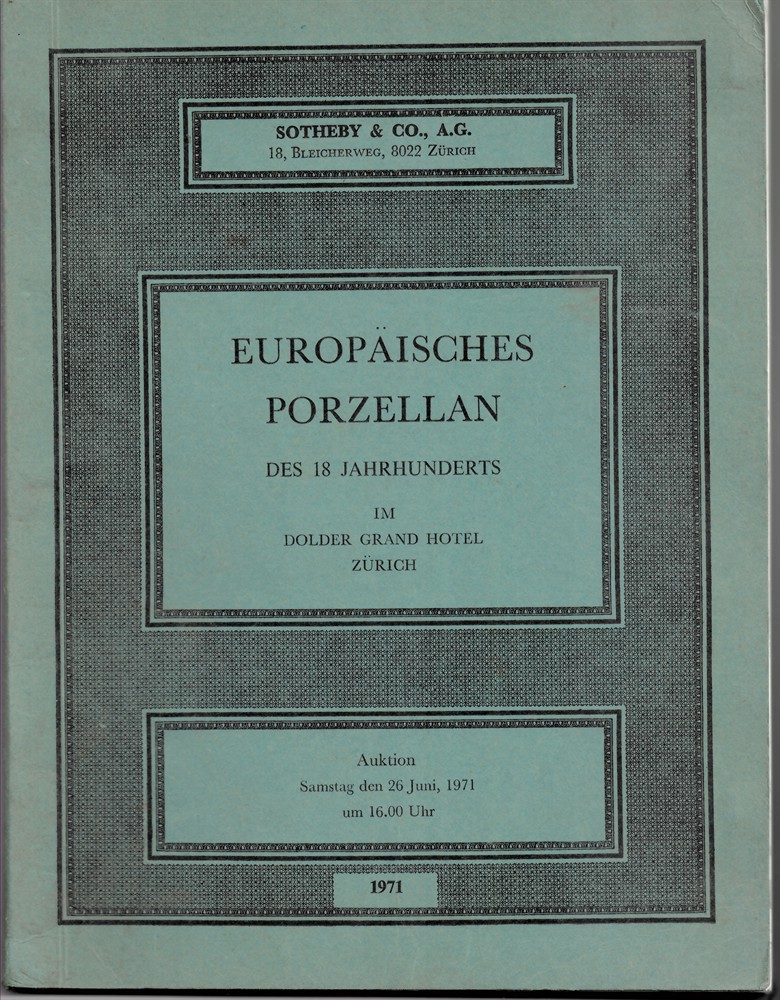 SOTHEBY & CO., A.G.
18, BLEICHERWEG, 8022 ZÜRICH
EUROPÄISCHES
PORZELLAN
DES 18 JAHRHUNDERTS
IM
DOLDER GRAND HOTEL
ZÜRICH
Auktion
Samstag den 26 Juni, 1971
um 16.00 Uhr
1971